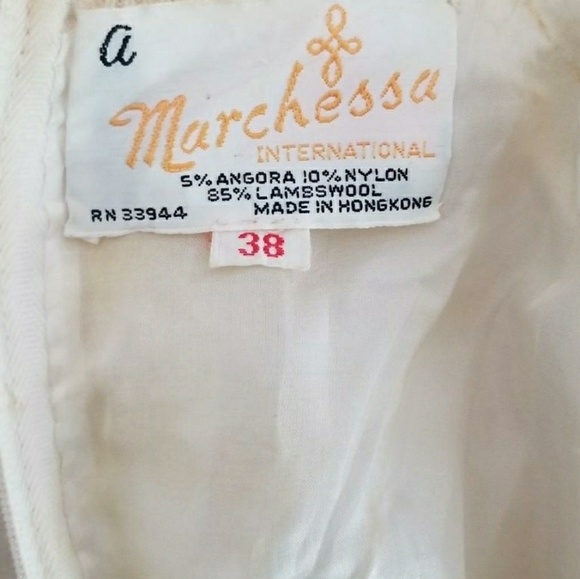 a
Marchessa
INTERNATIONAL
5% ANGORA 10% NYLON
85% LAMBSWOOL
RN 33944 MADE IN HONGKONG
38